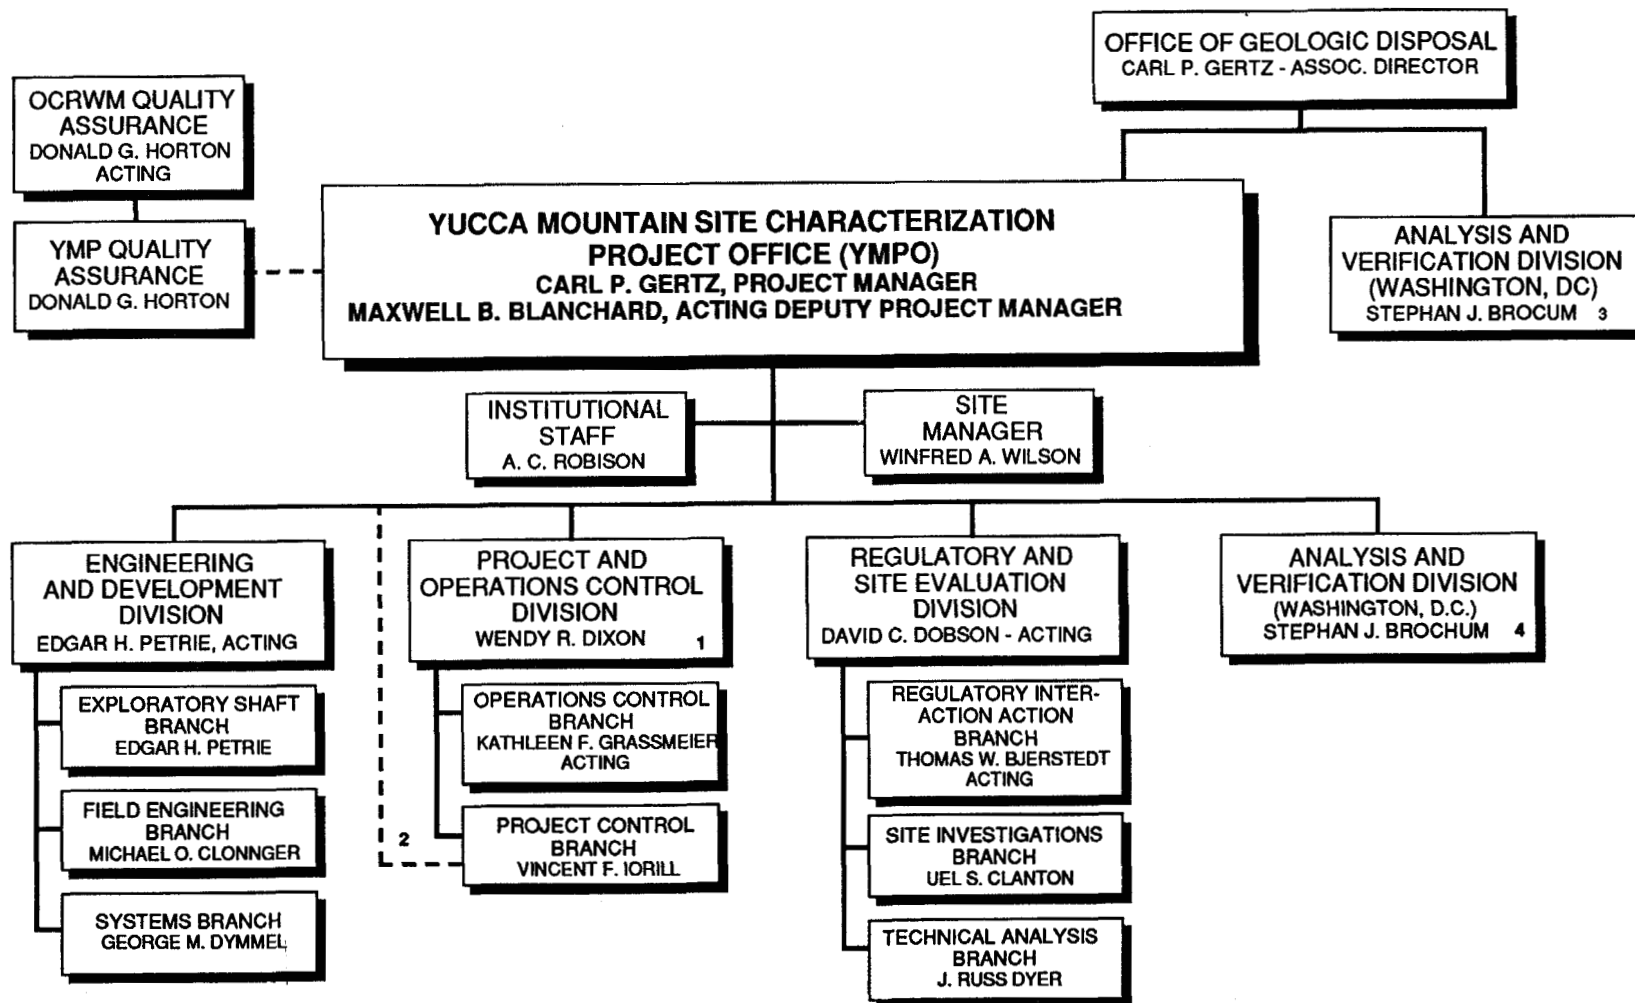 OFFICE OF GEOLOGIC DISPOSAL
CARL P. GERTZ - ASSOC. DIRECTOR
OCRWM QUALITY
ASSURANCE
DONALD G. HORTON
ACTING
YMP QUALITY
ASSURANCE
DONALD G. HORTON
YUCCA MOUNTAIN SITE CHARACTERIZATION
PROJECT OFFICE (YMPO)
CARL P. GERTZ, PROJECT MANAGER
MAXWELL B. BLANCHARD, ACTING DEPUTY PROJECT MANAGER
ANALYSIS AND
VERIFICATION DIVISION
(WASHINGTON, DC)
STEPHAN J. BROCUM 3
INSTITUTIONAL
STAFF
A. C. ROBISON
SITE
MANAGER
WINFRED A. WILSON
ENGINEERING
AND DEVELOPMENT
DIVISION
EDGAR H. PETRIE, ACTING
EXPLORATORY SHAFT
BRANCH
EDGAR H. PETRIE
FIELD ENGINEERING
BRANCH
MICHAEL O. CLONNGER
SYSTEMS BRANCH
GEORGE M. DYMMEL
PROJECT AND
OPERATIONS CONTROL
DIVISION
WENDY R. DIXON 1
OPERATIONS CONTROL
BRANCH
KATHLEEN F. GRASSMEIER
ACTING
2
PROJECT CONTROL
BRANCH
VINCENT F. IORILL
REGULATORY AND
SITE EVALUATION
DIVISION
DAVID C. DOBSON - ACTING
REGULATORY INTER-
ACTION ACTION
BRANCH
THOMAS W. BJERSTEDT
ACTING
SITE INVESTIGATIONS
BRANCH
UEL S. CLANTON
TECHNICAL ANALYSIS
BRANCH
J. RUSS DYER
ANALYSIS AND
VERIFICATION DIVISION
(WASHINGTON, D.C.)
STEPHAN J. BROCHUM 4